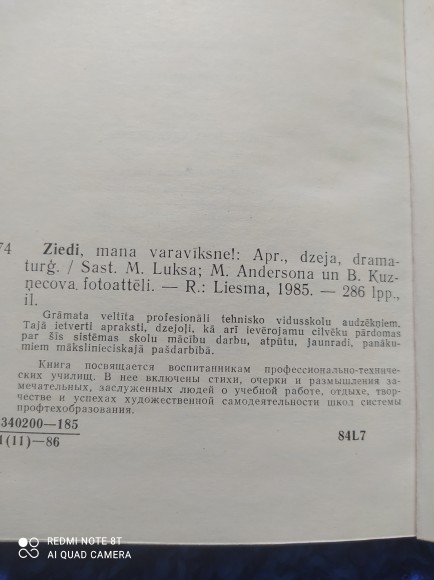 74 Ziedi, mana varavīksne!: Apr., dzeja, drama-
turģ. / Sast. M. Luksa; M. Andersona un B. Kuz-
ņecova fotoattēli. — R.: Liesma, 1985. — 286 lpp.,
il.
Grāmata veltīta profesionāli tehnisko vidusskolu audzēkņiem.
Tajā ietverti apraksti, dzejoļi, kā arī ievērojamu cilvēku pārdomas
par šīs sistēmas skolu mācību darbu, atpūtu, jaunradi, panāku-
miem mākslinieciskajā pašdarbībā.
Книга посвящается воспитанникам профессионально-техниче-
ских училищ. В нее включены стихи, очерки и размышления за-
мечательных, заслуженных людей о учебной работе, отдыхе, твор-
честве и успехах художественной самодеятельности школ системы
профтехобразования.
340200—185
1(11)—86
84L7
REDMI NOTE 8T
AI QUAD CAMERA